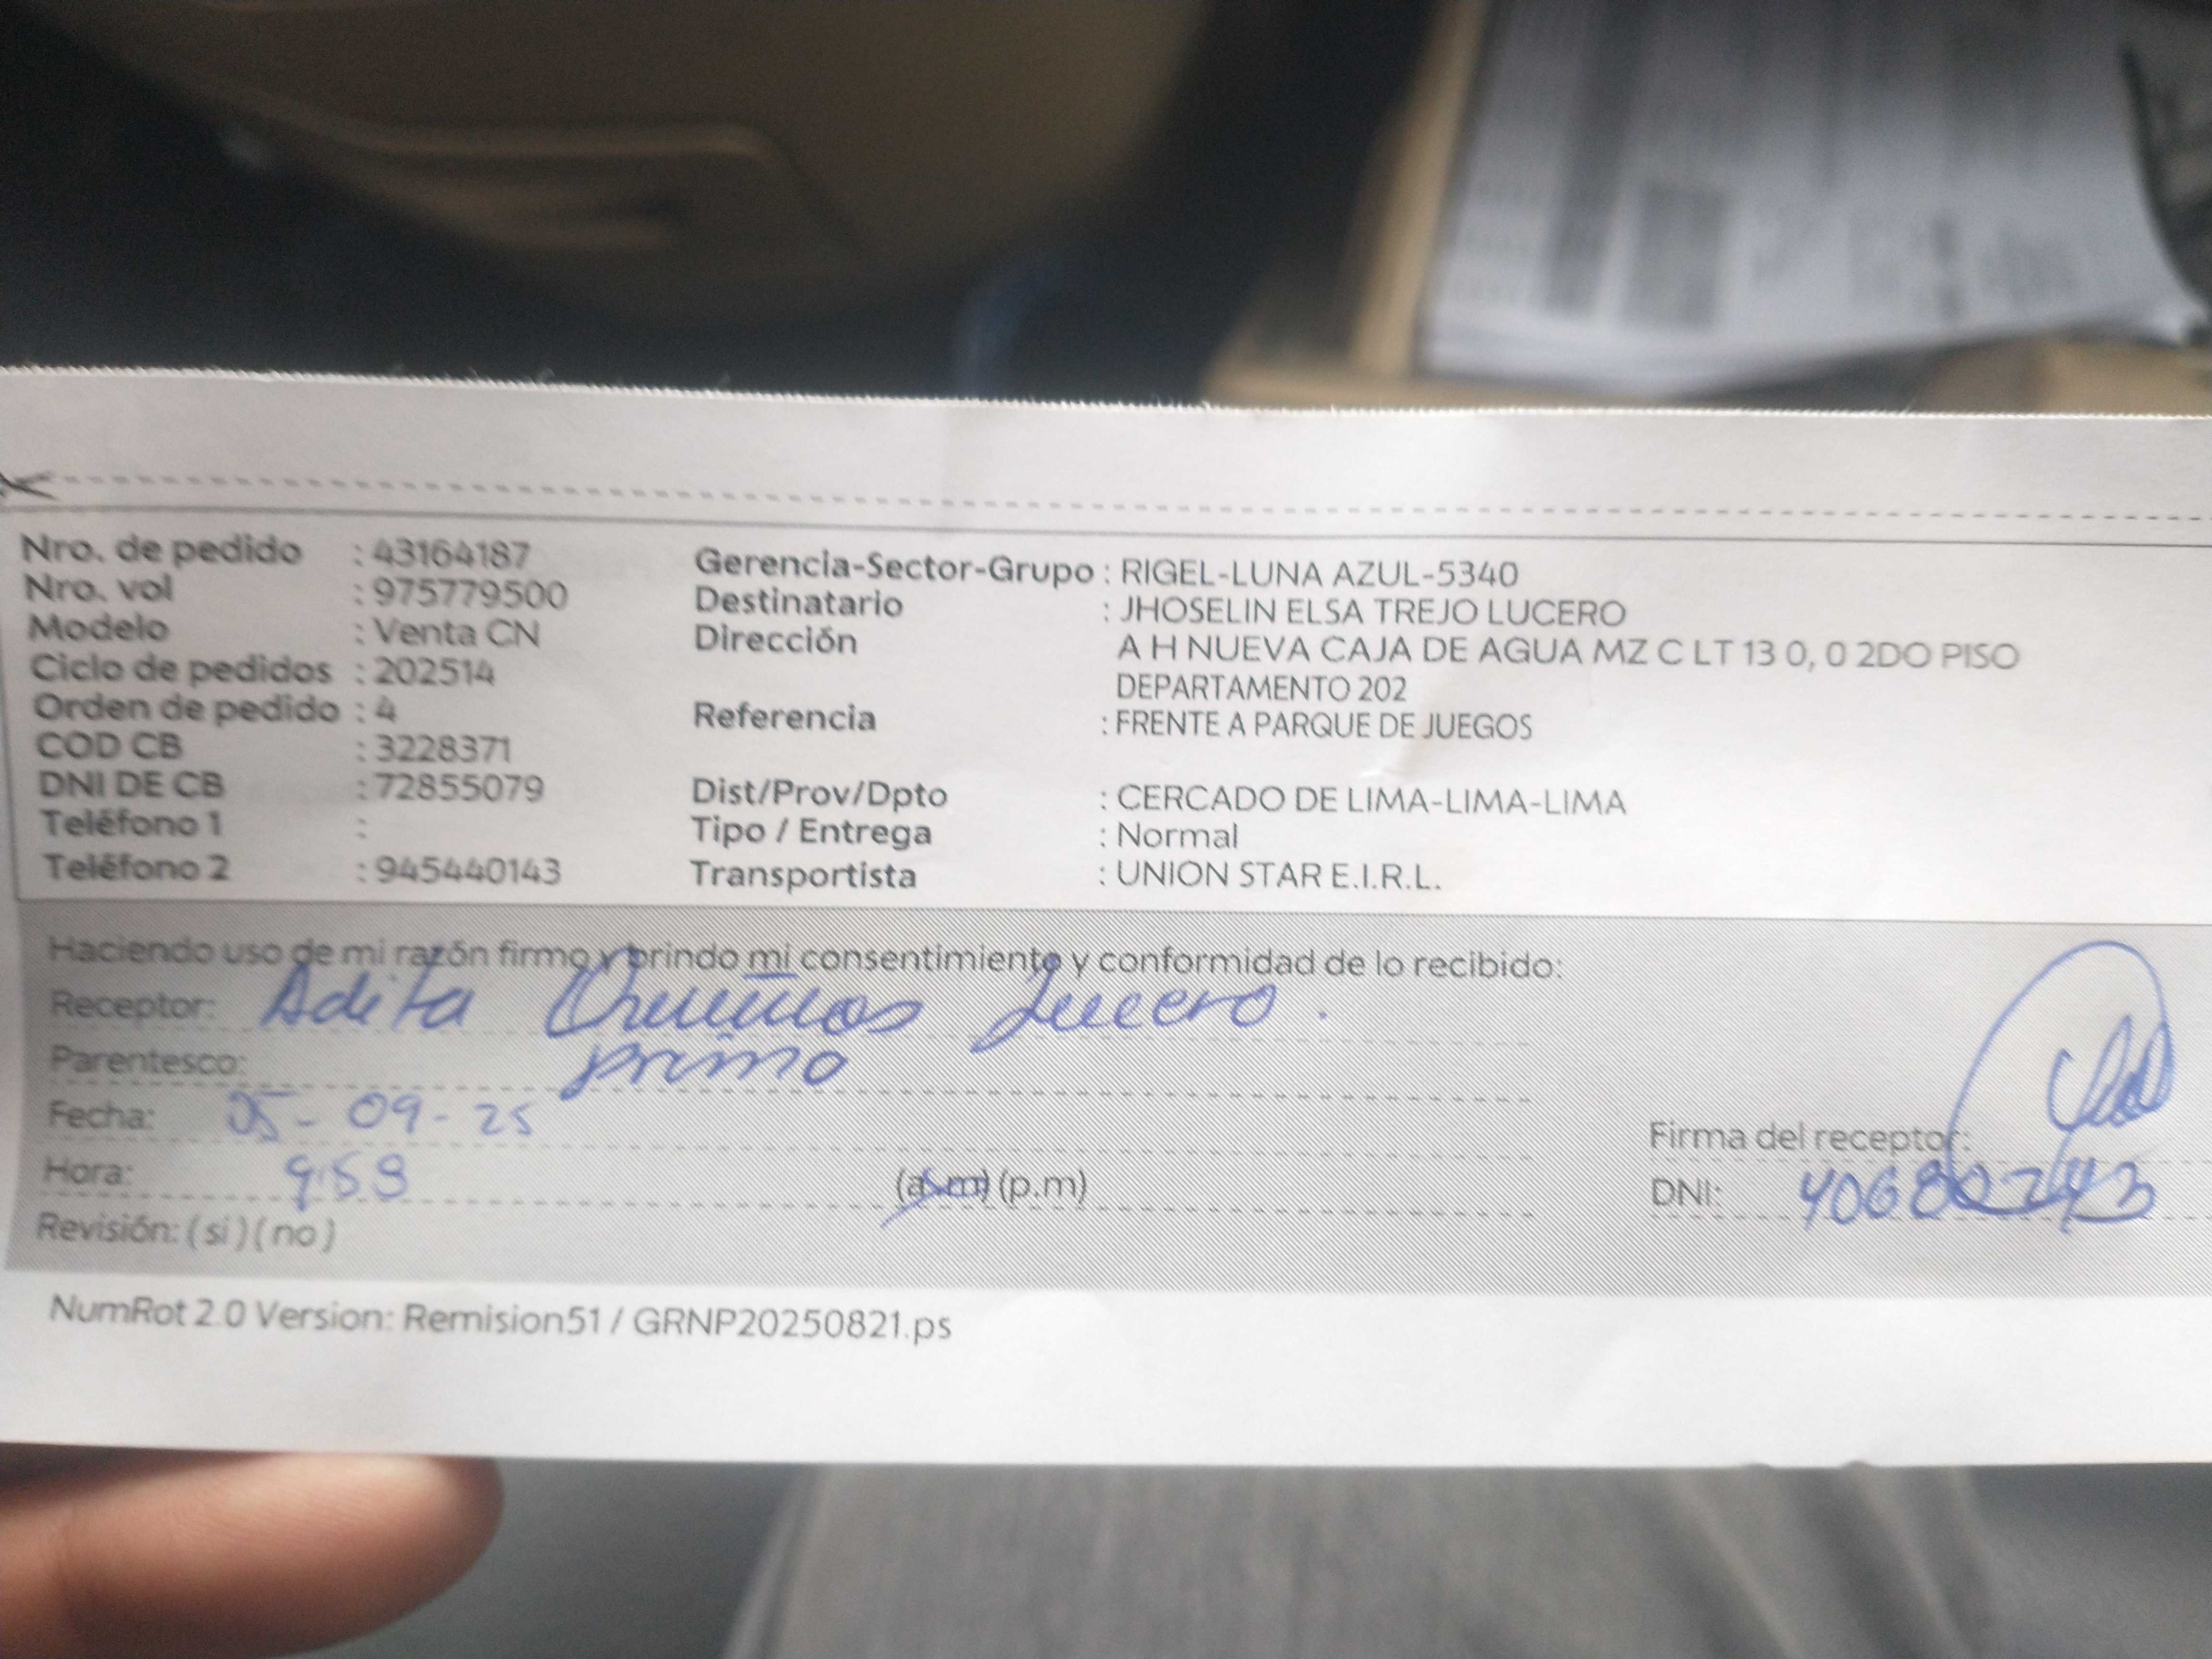 Nro. de pedido : 43164187
Nro. vol : 975779500
Modelo : Venta CN
Ciclo de pedidos : 202514
Orden de pedido : 4
COD CB : 3228371
DNI DE CB : 72855079
Teléfono 1 :
Teléfono 2 : 945440143
Gerencia-Sector-Grupo : RIGEL-LUNA AZUL-5340
Destinatario : JHOSELIN ELSA TREJO LUCERO
Dirección A H NUEVA CAJA DE AGUA MZ C LT 13 0, 0 2DO PISO
DEPARTAMENTO 202
Referencia : FRENTE A PARQUE DE JUEGOS
Dist/Prov/Dpto : CERCADO DE LIMA-LIMA-LIMA
Tipo / Entrega : Normal
Transportista : UNION STAR E.I.R.L.
Haciendo uso de mi razón firmo y brindo mi consentimiento y conformidad de lo recibido:
Receptor: Adita Lucero.
Parentesco: primo
Fecha: 05-09-25
Hora: (a.m) (p.m)
Revisión: ( si ) ( no )
Firma del receptor:
DNI:
NumRot 2.0 Version: Remision51 / GRNP20250821.ps